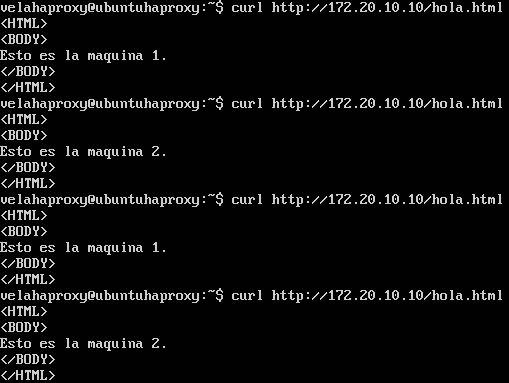 velahaproxy@ubuntuhaproxy:~$ curl http://172.20.10.10/hola.html
<HTML>
<BODY>
Esto es la maquina 1.
</BODY>
</HTML>
velahaproxy@ubuntuhaproxy:~$ curl http://172.20.10.10/hola.html
<HTML>
<BODY>
Esto es la maquina 2.
</BODY>
</HTML>
velahaproxy@ubuntuhaproxy:~$ curl http://172.20.10.10/hola.html
<HTML>
<BODY>
Esto es la maquina 1.
</BODY>
</HTML>
velahaproxy@ubuntuhaproxy:~$ curl http://172.20.10.10/hola.html
<HTML>
<BODY>
Esto es la maquina 2.
</BODY>
</HTML>